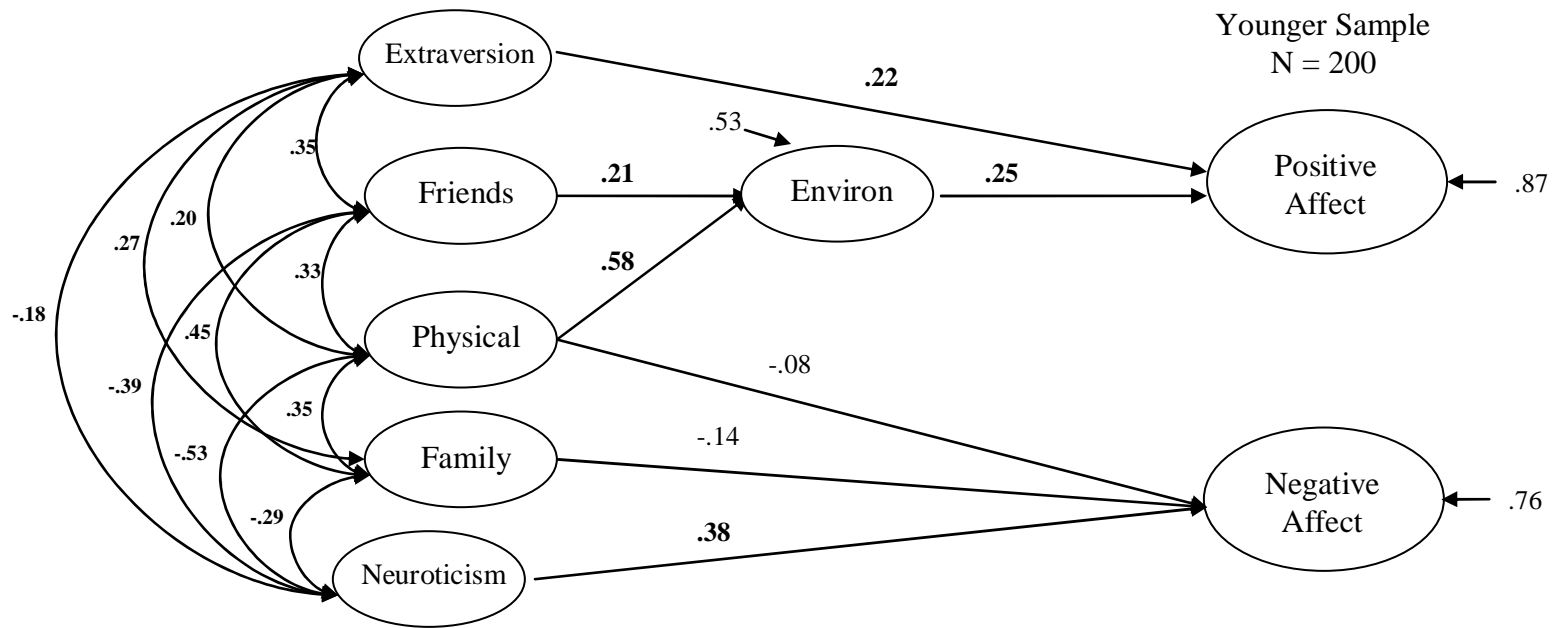 Younger Sample
N = 200
Extraversion
.22
.53
.35
Positive
Affect
.87
Friends
.21
Environ
.25
.20
.27
.33
.58
-.18
.45
Physical
-.08
-.39
.35
-.14
Family
-.53
Negative
Affect
.76
-.29
.38
Neuroticism